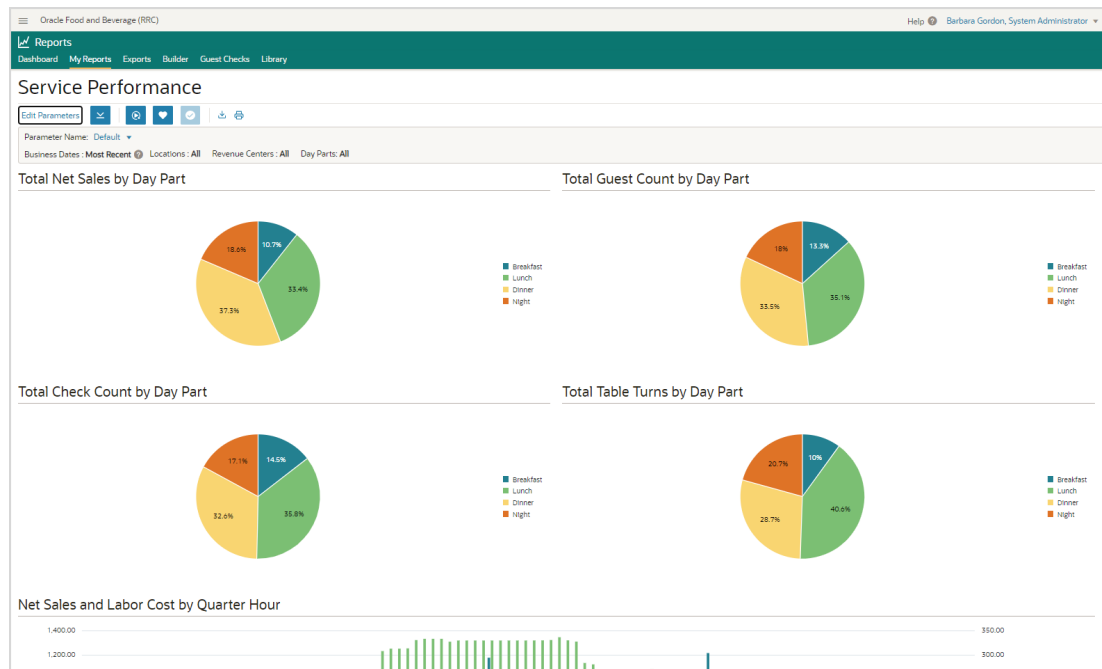 Oracle Food and Beverage (RRC)
Help
Barbara Gordon, System Administrator
Reports
Dashboard My Reports Exports Builder Guest Checks Library
Service Performance
Edit Parameters
Parameter Name: Default
Business Dates : Most Recent Locations : All Revenue Centers : All Day Parts: All
Total Net Sales by Day Part
18.6%
10.7%
33.4%
37.3%
Breakfast
Lunch
Dinner
Night
Total Guest Count by Day Part
18%
13.3%
35.1%
33.5%
Breakfast
Lunch
Dinner
Night
Total Check Count by Day Part
17.1%
14.5%
35.8%
32.6%
Breakfast
Lunch
Dinner
Night
Total Table Turns by Day Part
20.7%
10%
40.6%
28.7%
Breakfast
Lunch
Dinner
Night
Net Sales and Labor Cost by Quarter Hour
1,400.00
350.00
1,200.00
300.00